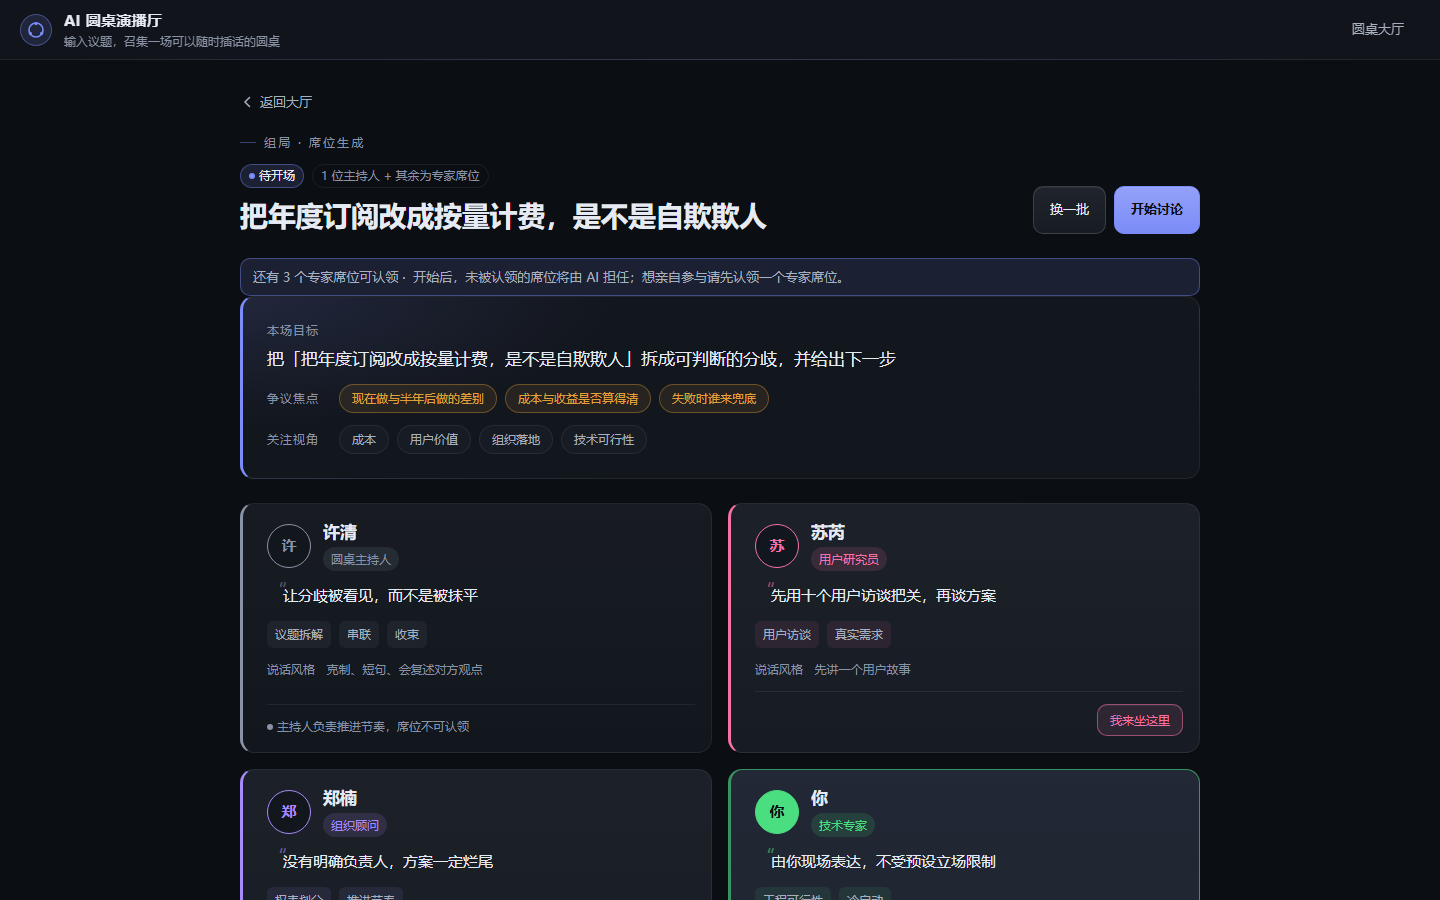 AI 圆桌演播厅
输入议题，召集一场可以随时插话的圆桌
圆桌大厅
返回大厅
组局 · 席位生成
待开场
1 位主持人 + 其余为专家席位
把年度订阅改成按量计费，是不是自欺欺人
换一批
开始讨论
还有 3 个专家席位可认领 · 开始后，未被认领的席位将由 AI 担任；想亲自参与请先认领一个专家席位。
本场目标
把「把年度订阅改成按量计费，是不是自欺欺人」拆成可判断的分歧，并给出下一步
争议焦点 现在做与半年后做的差别 成本与收益是否算得清 失败时谁来兜底
关注视角 成本 用户价值 组织落地 技术可行性
许
许清
圆桌主持人
“让分歧被看见，而不是被抹平
议题拆解 串联 收束
说话风格 克制、短句、会复述对方观点
主持人负责推进节奏，席位不可认领
苏
苏芮
用户研究员
“先用十个用户访谈把关，再谈方案
用户访谈 真实需求
说话风格 先讲一个用户故事
我来坐这里
郑
郑楠
组织顾问
“没有明确负责人，方案一定烂尾
权责划分 推进节奏
你
你
技术专家
“由你现场表达，不受预设立场限制
工程可行性 冷启动